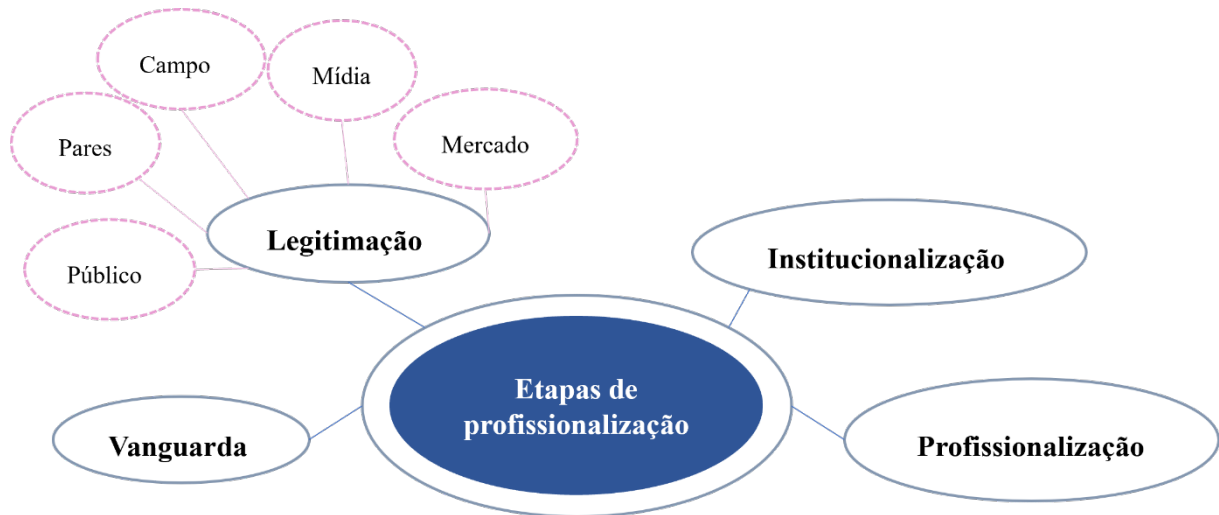 Campo
Mídia
Pares
Mercado
Legitimação
Público
Institucionalização
Etapas de
profissionalização
Vanguarda
Profissionalização